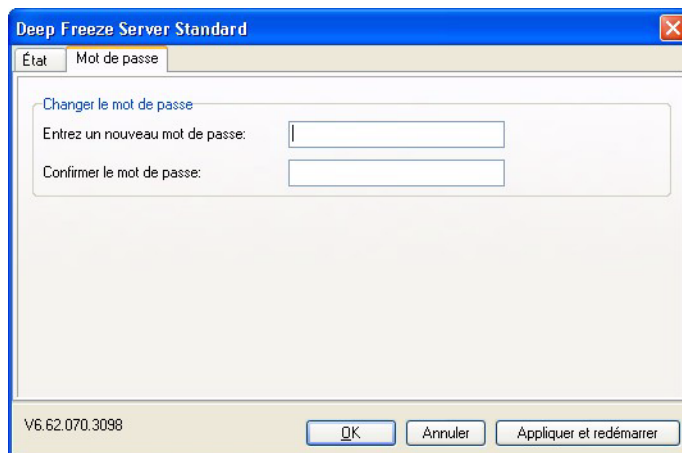 Deep Freeze Server Standard
État Mot de passe
Changer le mot de passe
Entrez un nouveau mot de passe:
Confirmer le mot de passe:
V6.62.070.3098 OK Annuler Appliquer et redémarrer